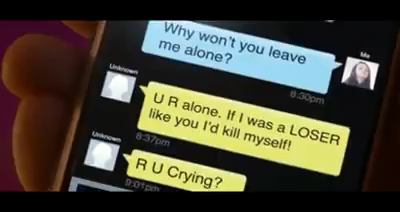 Why won't you leave
me alone?
Me
8:30pm
Unknown
U R alone. If I was a LOSER
like you I'd kill myself!
8:37pm
Unknown
R U Crying?
9:01pm